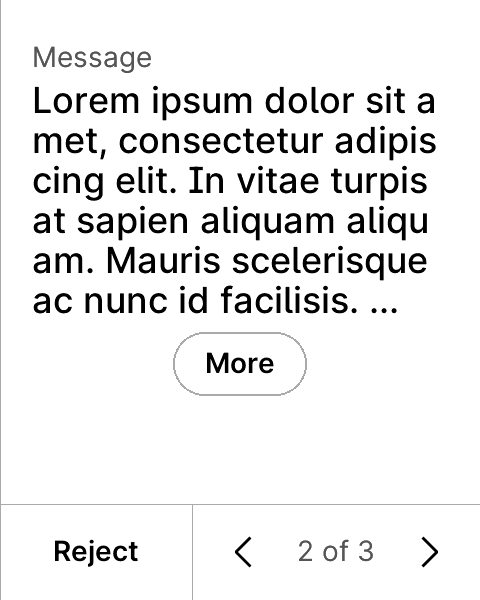 Message
Lorem ipsum dolor sit a
met, consectetur adipis
cing elit. In vitae turpis
at sapien aliquam aliqu
am. Mauris scelerisque
ac nunc id facilisis. ...
More
Reject
2 of 3